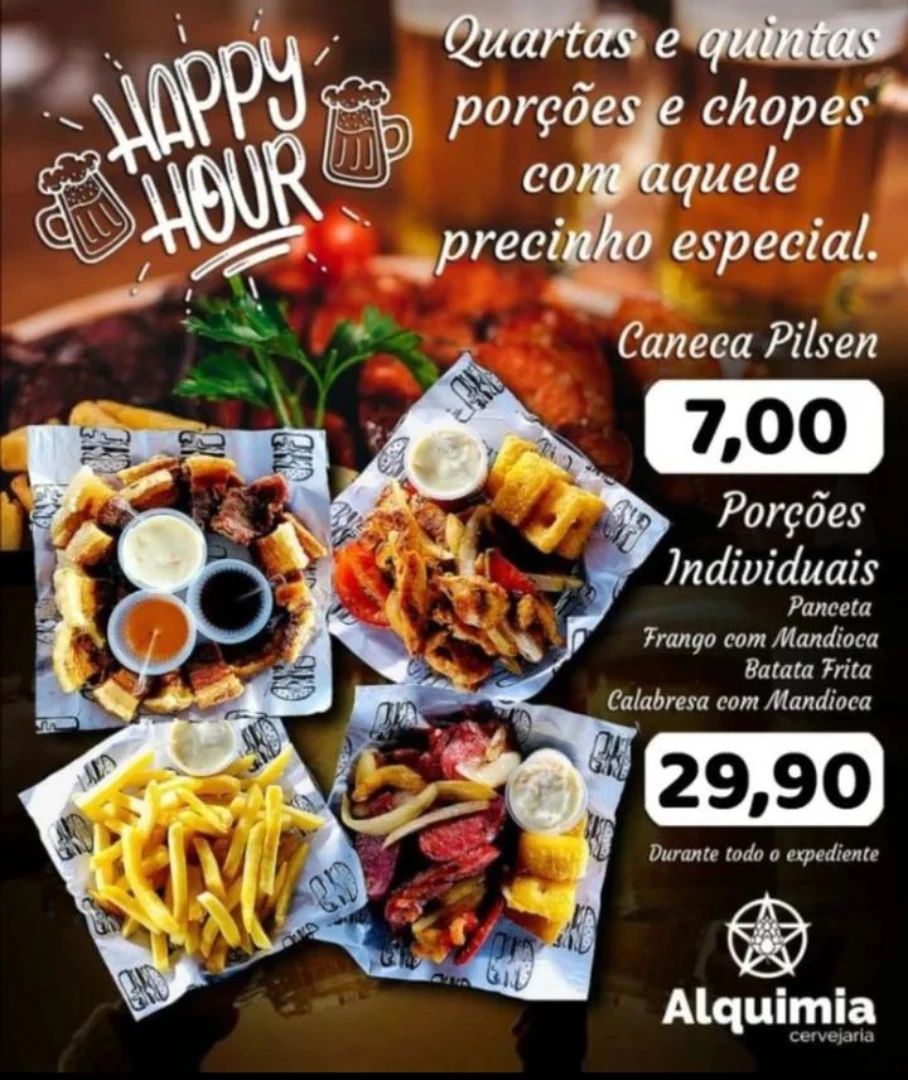 HAPPY
HOUR
Quartas e quintas
porções e chopes
com aquele
precinho especial.
Caneca Pilsen
7,00
Porções
Individuais
Panceta
Frango com Mandioca
Batata Frita
Calabresa com Mandioca
29,90
Durante todo o expediente
Alquimia
cervejaria